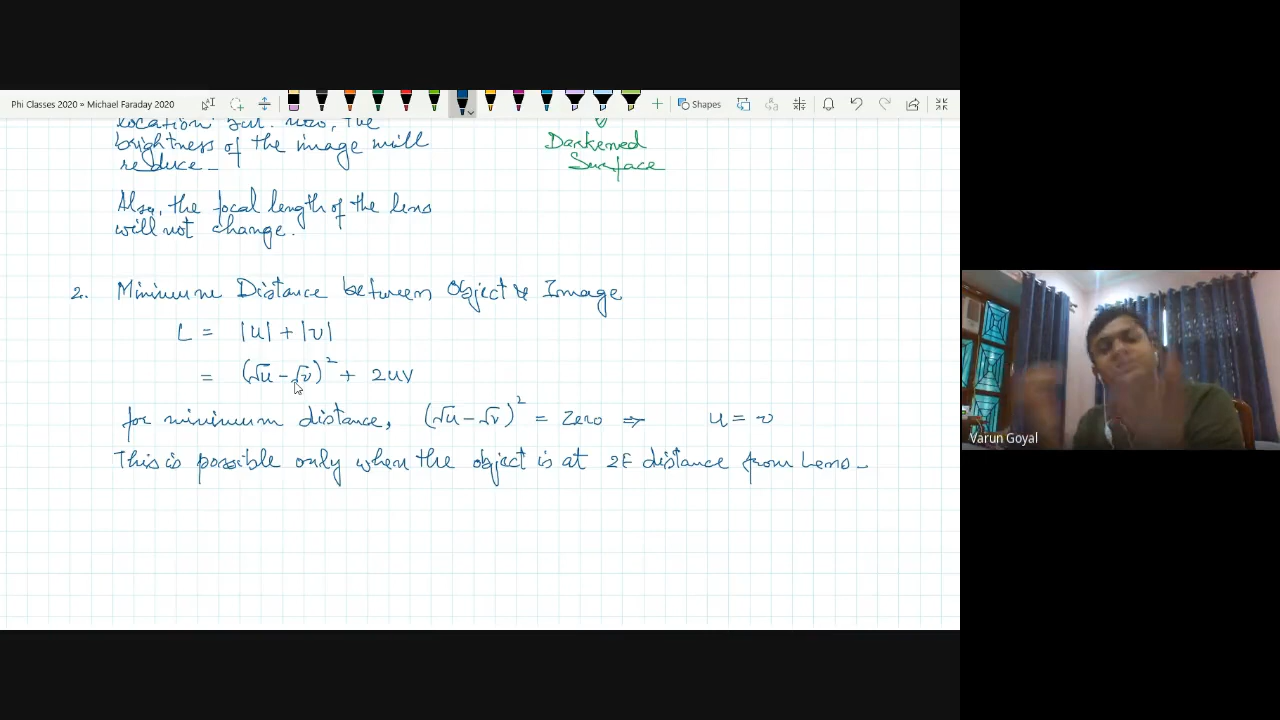 Phi Classes 2020 » Michael Faraday 2020
Shapes
brightness of the image will
reduce -
Darkened
Surface
Also, the focal length of the lens
will not change.
2. Minimum Distance between Object & Image
L = |u| + |v|
= (√u - √v)² + 2uv
for minimum distance, (√u - √v)² = Zero ⇒ u = v
This is possible only when the object is at 2F distance from Lens -
Varun Goyal